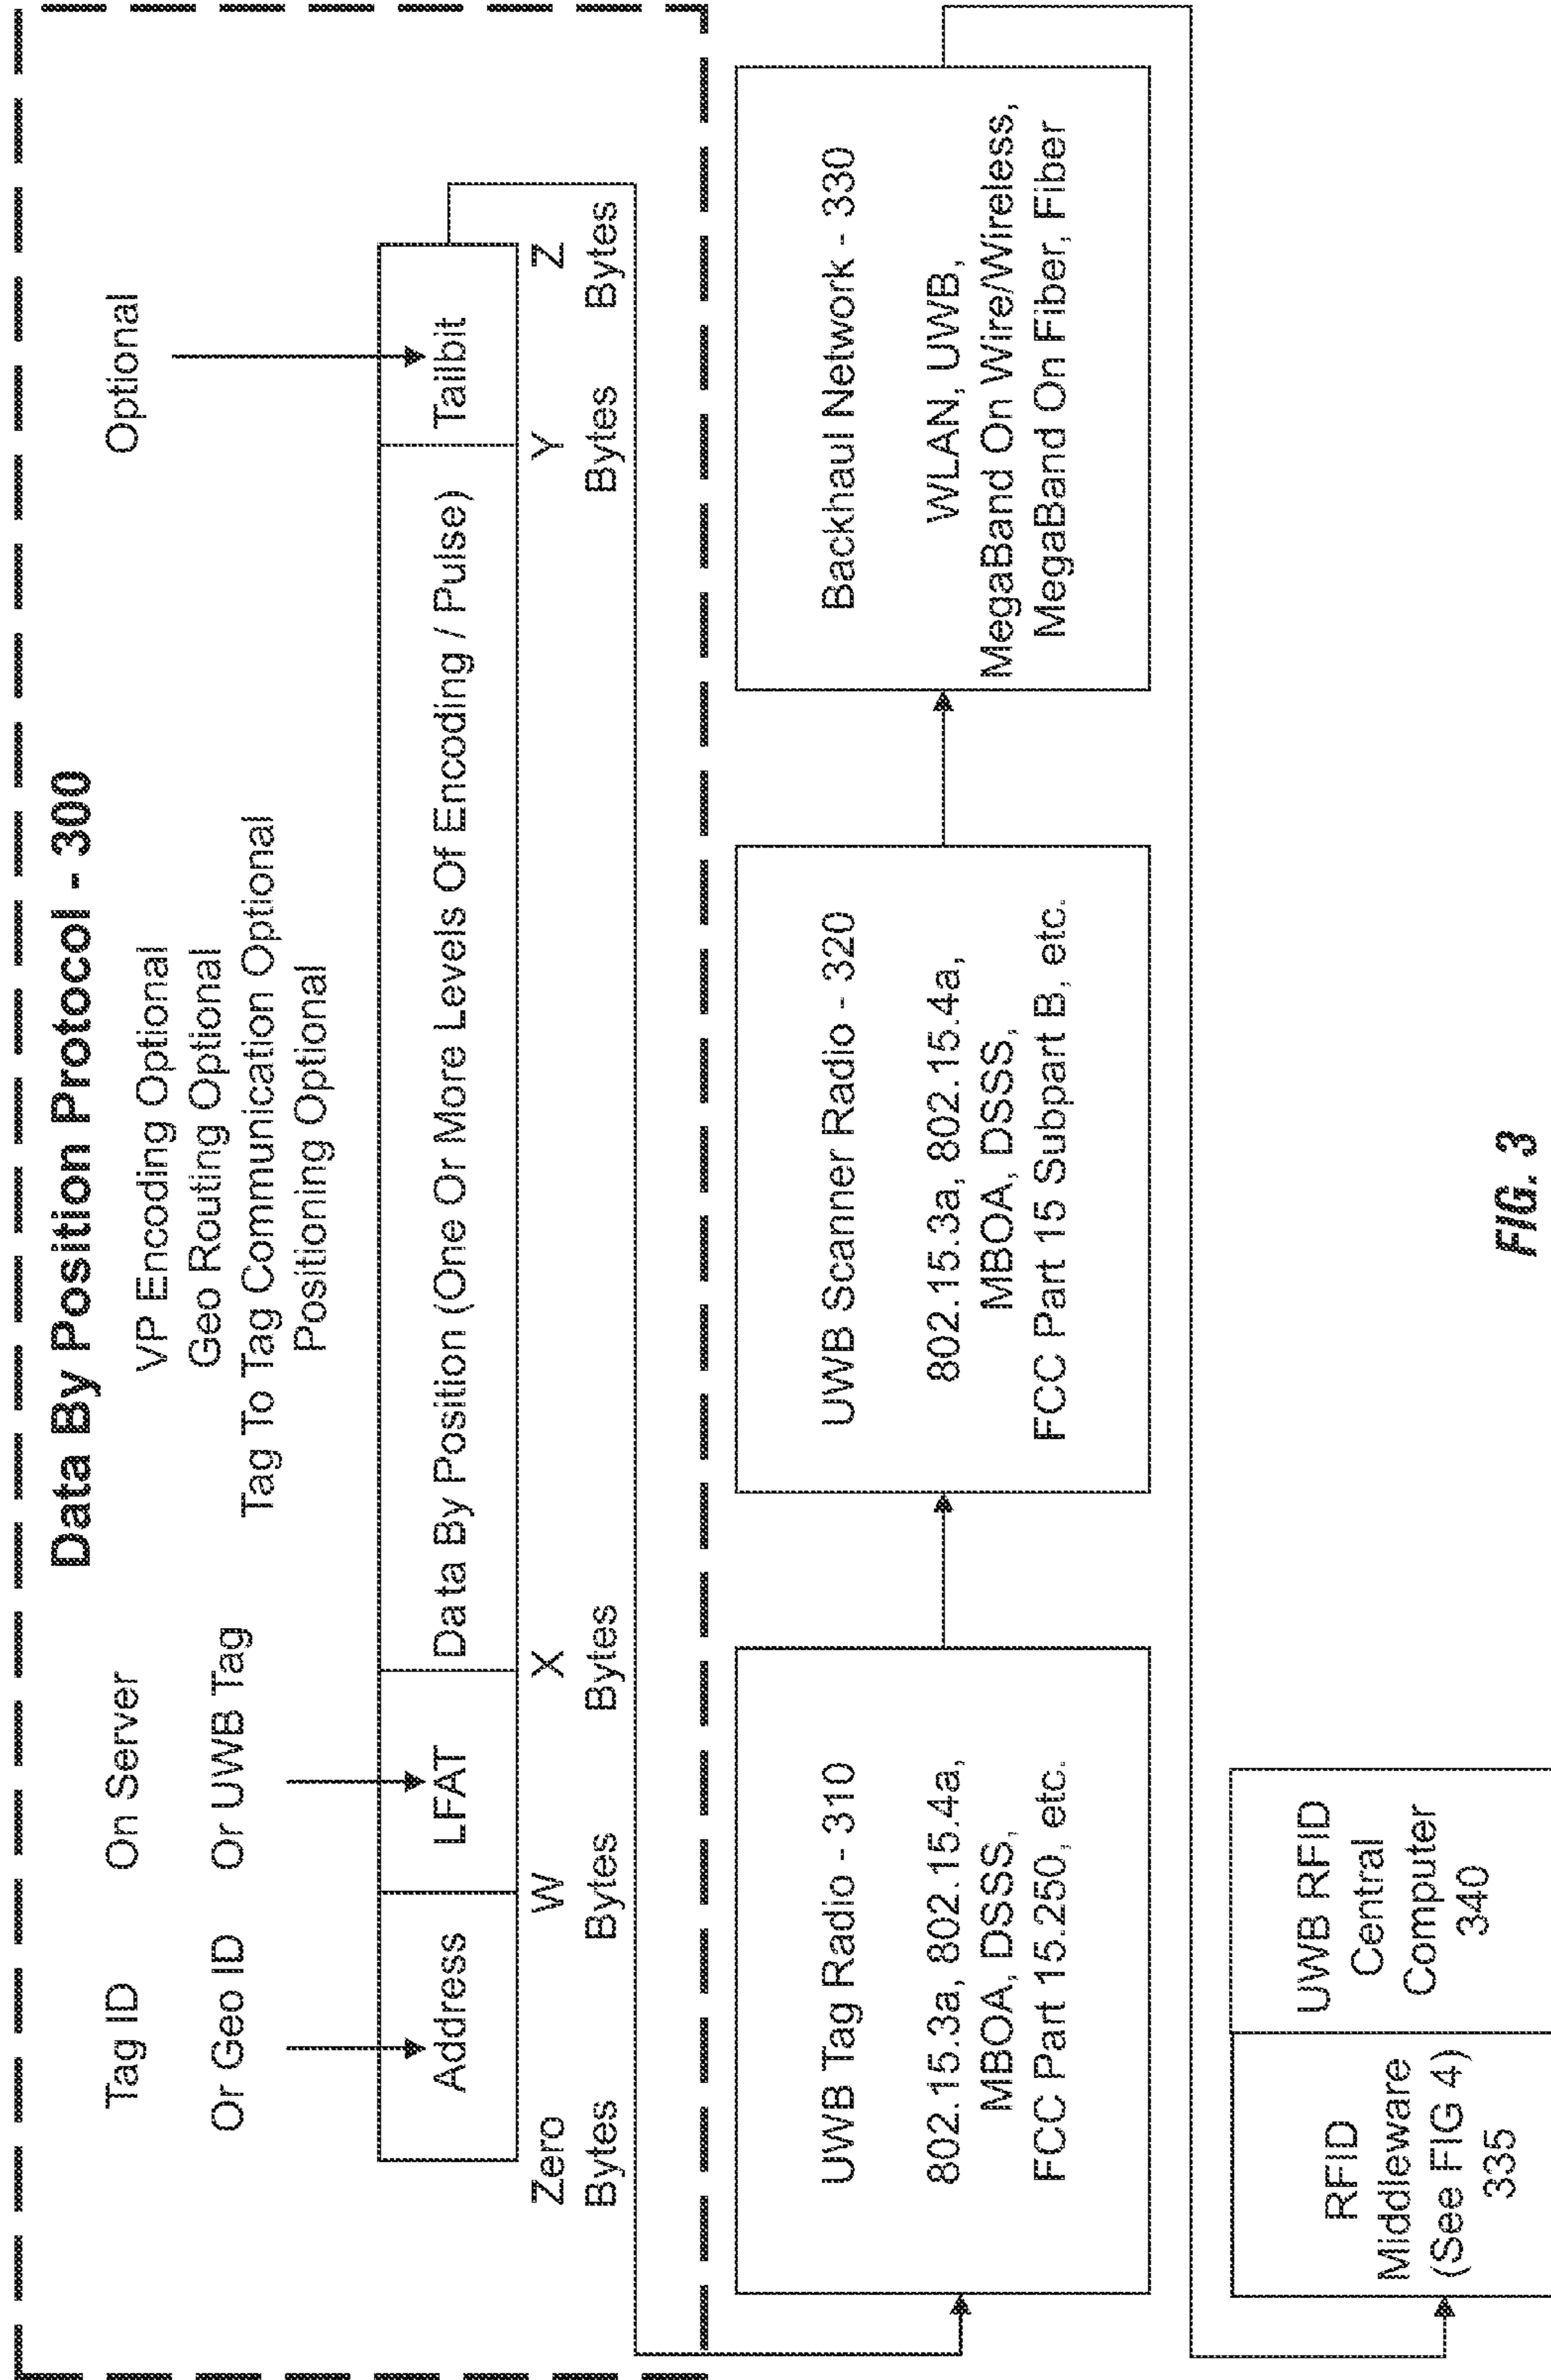 Data By Position Protocol - 300
Tag ID
Or Geo ID
On Server
Or UWB Tag
VP Encoding Optional
Geo Routing Optional
Tag To Tag Communication Optional
Positioning Optional
Optional
Address
LFAT
Data By Position (One Or More Levels Of Encoding / Pulse)
Tailbit
Zero
Bytes
W
Bytes
X
Bytes
Y
Bytes
Z
Bytes
UWB Tag Radio - 310
802.15.3a, 802.15.4a,
MBOA, DSSS,
FCC Part 15.250, etc.
UWB Scanner Radio - 320
802.15.3a, 802.15.4a,
MBOA, DSSS,
FCC Part 15 Subpart B, etc.
Backhaul Network - 330
WLAN, UWB,
MegaBand On Wire/Wireless,
MegaBand On Fiber, Fiber
RFID
Middleware
(See FIG 4)
335
UWB RFID
Central
Computer
340
FIG. 3